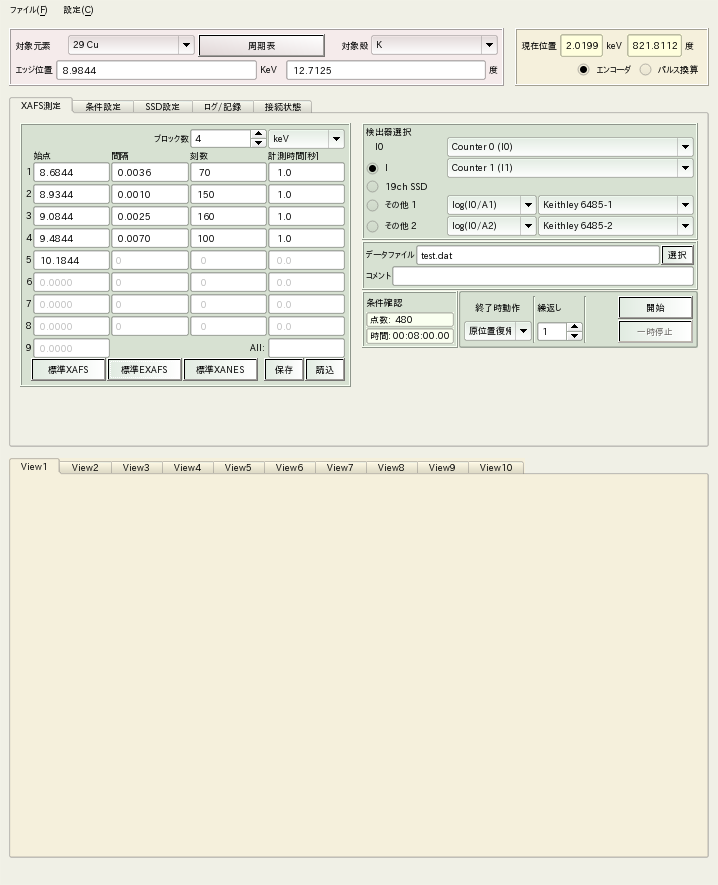 ファイル(F) 設定(C)
対象元素 29 Cu 周期表 対象殻 K
エッジ位置 8.9844 KeV 12.7125 度
現在位置 2.0199 keV 821.8112 度
エンコーダ パルス換算
XAFS測定 条件設定 SSD設定 ログ/記録 接続状態
ブロック数 4 keV
始点 間隔 刻数 計測時間[秒]
1 8.6844 0.0036 70 1.0
2 8.9344 0.0010 150 1.0
3 9.0844 0.0025 160 1.0
4 9.4844 0.0070 100 1.0
5 10.1844 0 0 0.0
6 0.0000 0 0 0.0
7 0.0000 0 0 0.0
8 0.0000 0 0 0.0
9 0.0000 All:
標準XAFS 標準EXAFS 標準XANES 保存 読込
検出器選択
I0 Counter 0 (I0)
I Counter 1 (I1)
19ch SSD
その他 1 log(I0/A1) Keithley 6485-1
その他 2 log(I0/A2) Keithley 6485-2
データファイル test.dat 選択
コメント
条件確認
点数: 480
時間: 00:08:00.00
終了時動作 繰返し
原位置復帰 1
開始
一時停止
View1 View2 View3 View4 View5 View6 View7 View8 View9 View10